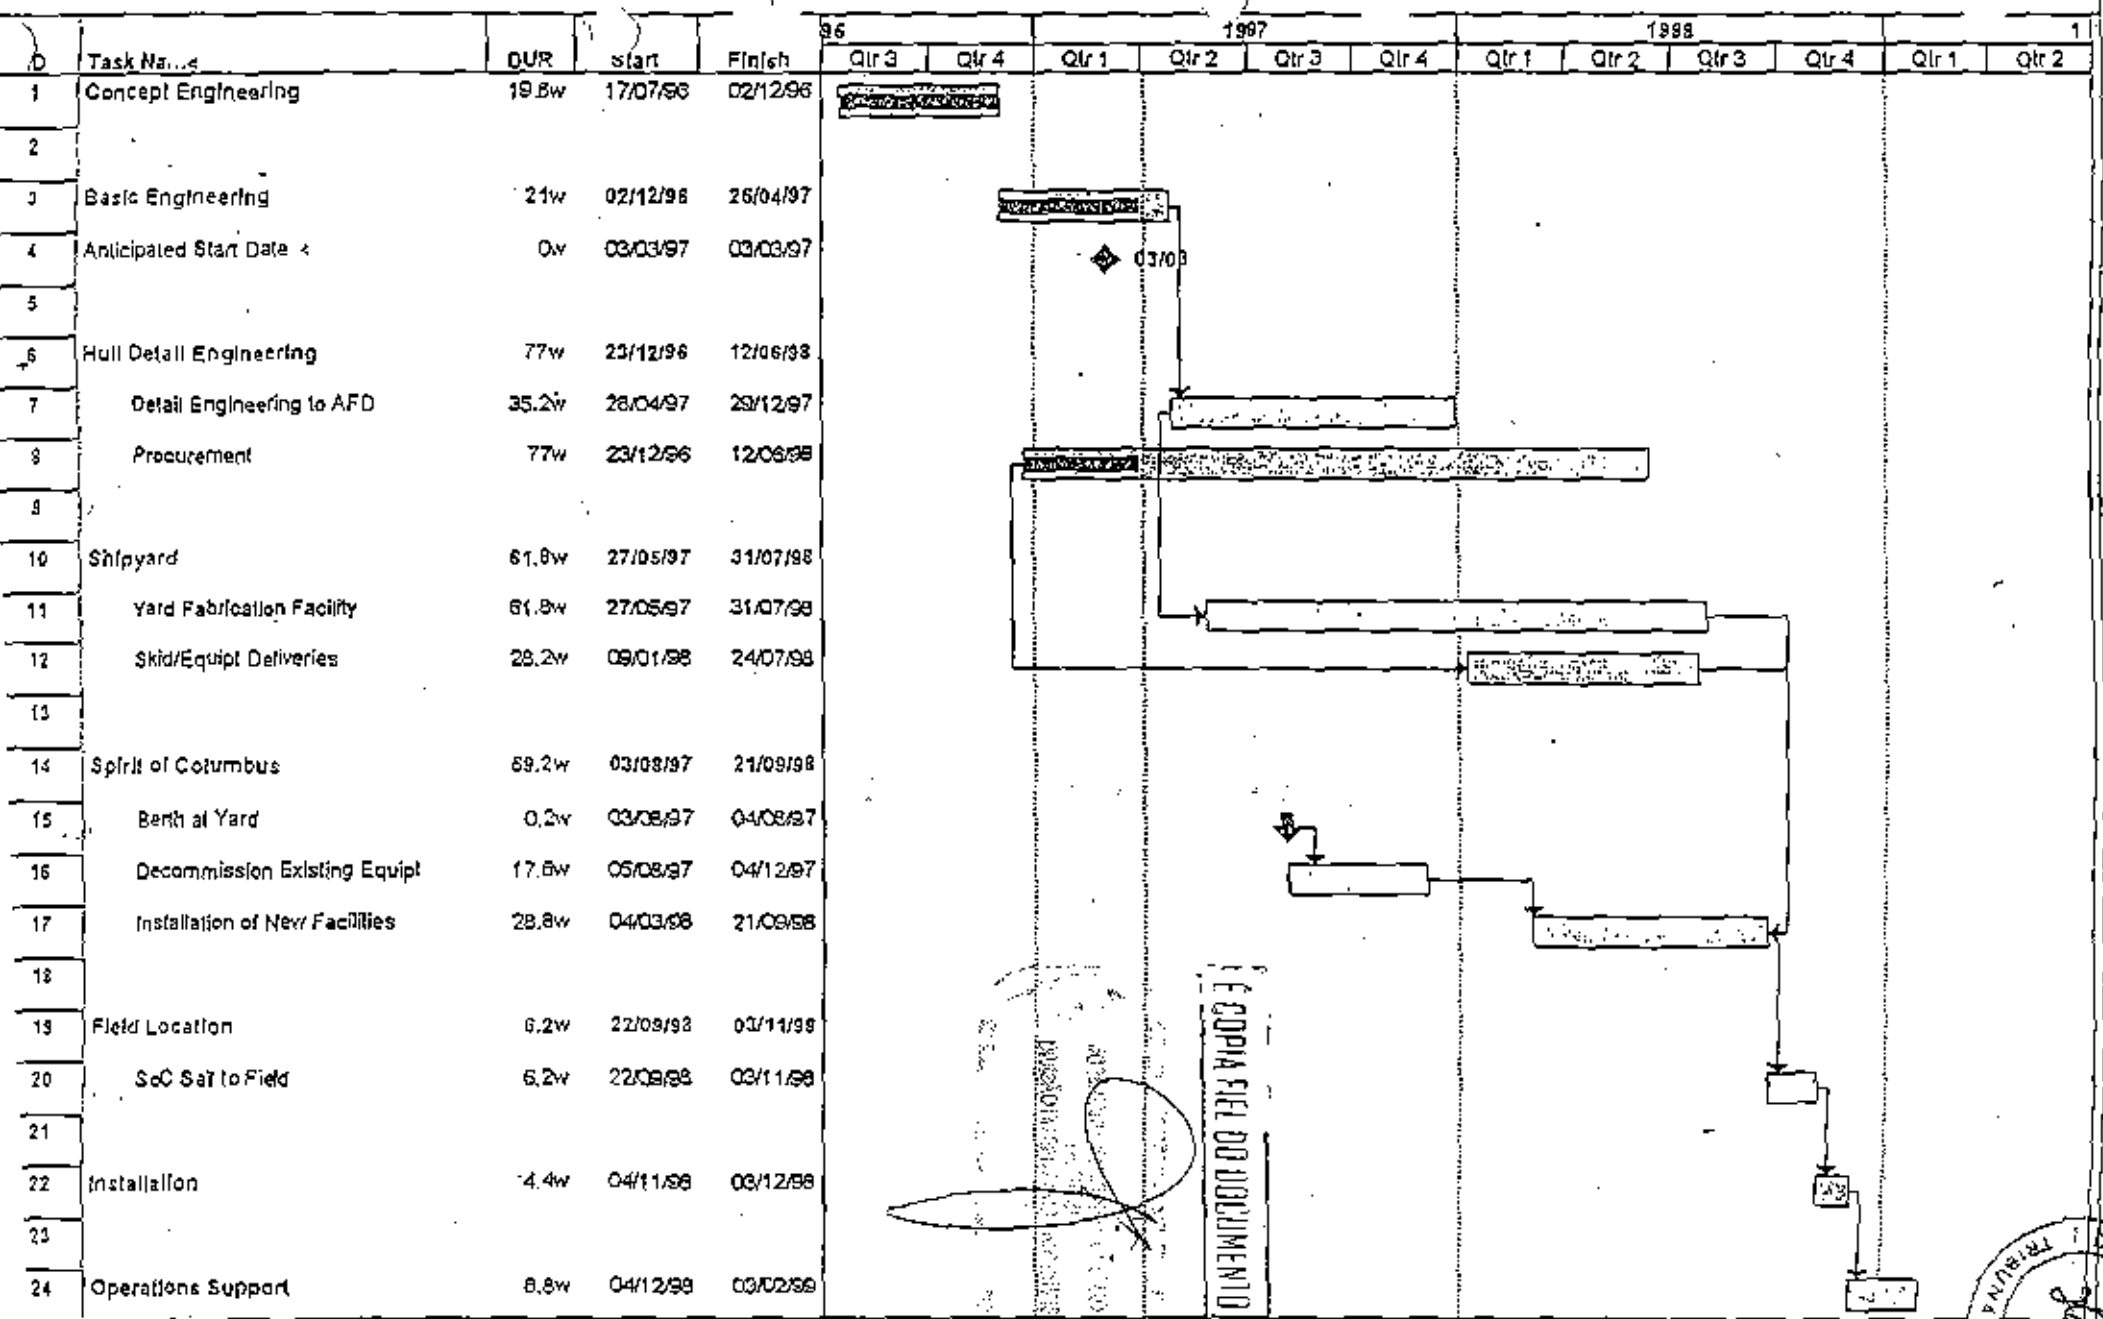 96 1997 1998 1
D Task Na... DUR Start Finish Qtr 3 Qtr 4 Qtr 1 Qtr 2 Qtr 3 Qtr 4 Qtr 1 Qtr 2 Qtr 3 Qtr 4 Qtr 1 Qtr 2
1 Concept Engineering 19.6w 17/07/96 02/12/96
2
3 Basic Engineering 21w 02/12/96 26/04/97
4 Anticipated Start Date 0w 03/03/97 03/03/97 03/03
5
6 Hull Detail Engineering 77w 23/12/96 12/06/98
7 Detail Engineering to AFD 35.2w 28/04/97 29/12/97
8 Procurement 77w 23/12/96 12/06/98
9
10 Shipyard 61.8w 27/05/97 31/07/98
11 Yard Fabrication Facility 61.8w 27/05/97 31/07/98
12 Skid/Equipt Deliveries 28.2w 09/01/98 24/07/98
13
14 Spirit of Columbus 59.2w 03/08/97 21/09/98
15 Berth at Yard 0.2w 03/08/97 04/08/97
16 Decommission Existing Equipt 17.6w 05/08/97 04/12/97
17 Installation of New Facilities 28.8w 04/03/98 21/09/98
18
19 Field Location 6.2w 22/09/98 03/11/98
20 SoC Sail to Field 6.2w 22/09/98 03/11/98
21
22 Installation 4.4w 04/11/98 03/12/98
23
24 Operations Support 8.8w 04/12/98 03/02/99
É COPIA FIEL DO DOCUMENTO
TRIBUNA